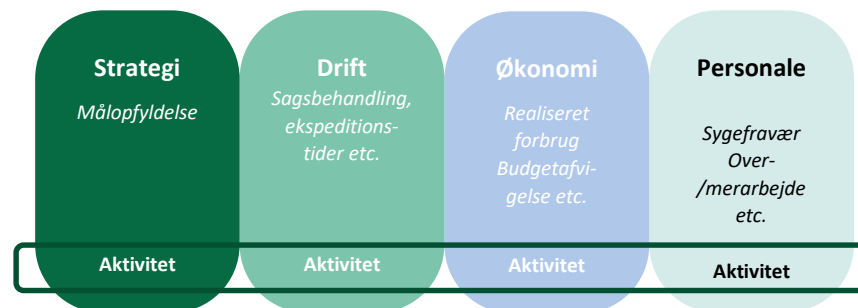 Strategi
Målopfyldelse
Aktivitet
Drift
Sagsbehandling,
ekspeditions-
tider etc.
Aktivitet
Økonomi
Realiseret
forbrug
Budgetafvi-
gelse etc.
Aktivitet
Personale
Sygefravær
Over-
/merarbejde
etc.
Aktivitet